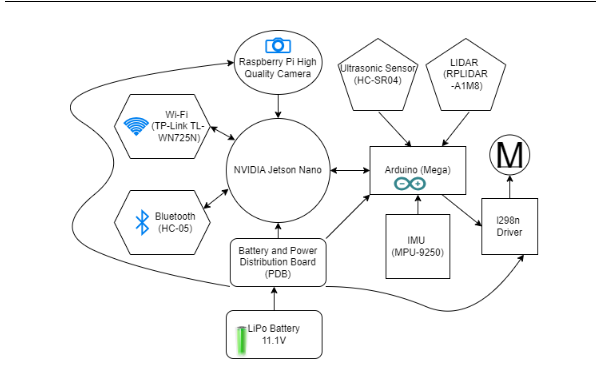 Raspberry Pi High
Quality Camera
Ultrasonic Sensor
(HC-SR04)
LIDAR
(RPLIDAR
-A1M8)
Wi-Fi
(TP-Link TL-
WN725N)
NVIDIA Jetson Nano
Arduino (Mega)
M
Bluetooth
(HC-05)
IMU
(MPU-9250)
l298n
Driver
Battery and Power
Distribution Board
(PDB)
LiPo Battery
11.1V